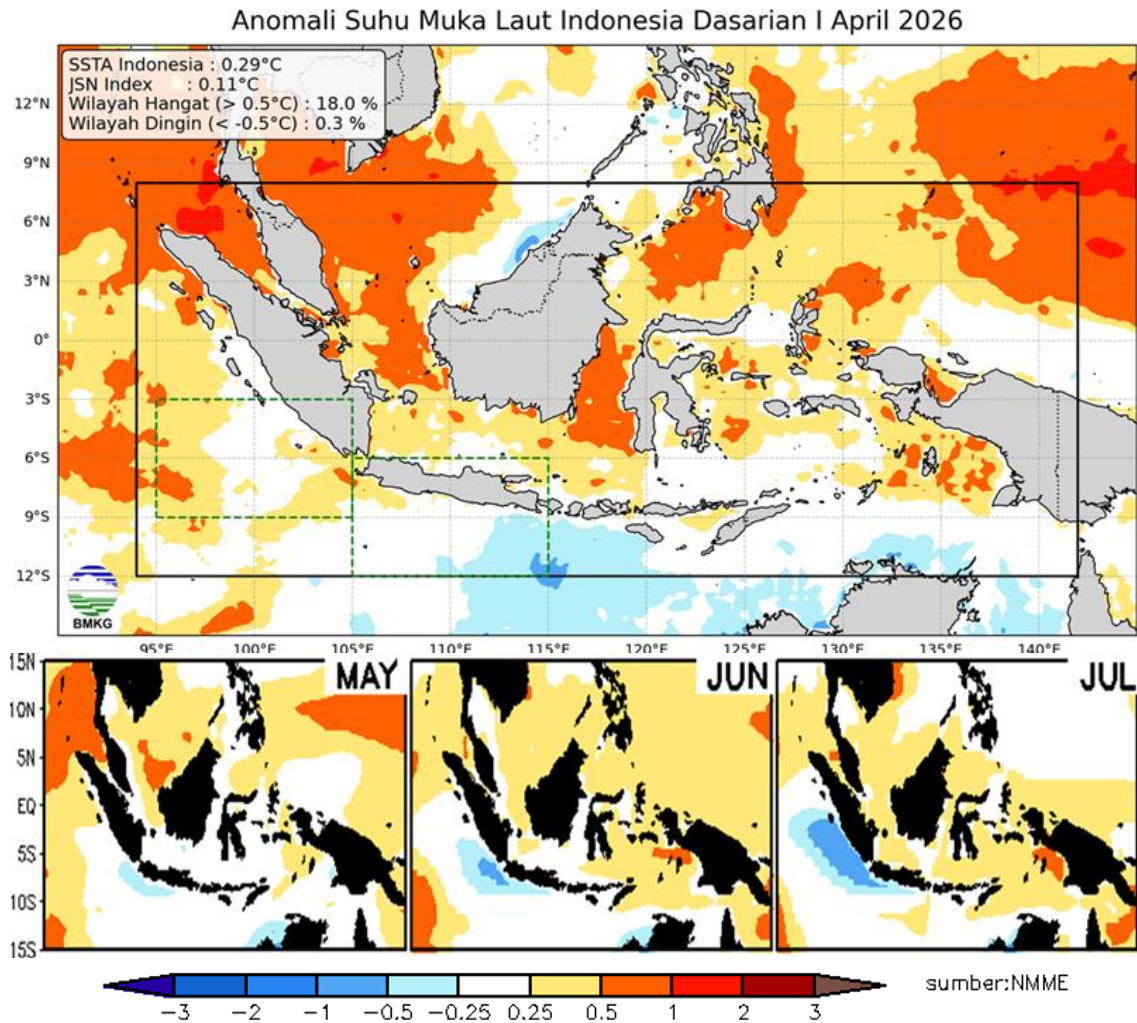 Anomali Suhu Muka Laut Indonesia Dasarian I April 2026
SSTA Indonesia : 0.29°C
JSN Index : 0.11°C
Wilayah Hangat (> 0.5°C) : 18.0 %
Wilayah Dingin (< -0.5°C) : 0.3 %
12°N
9°N
6°N
3°N
0°
3°S
6°S
9°S
12°S
BMKG
95°E 100°E 105°E 110°E 115°E 120°E 125°E 130°E 135°E 140°E
15N
10N
5N
EQ
5S
10S
15S
MAY
JUN
JUL
-3 -2 -1 -0.5 -0.25 0.25 0.5 1 2 3
sumber:NMME